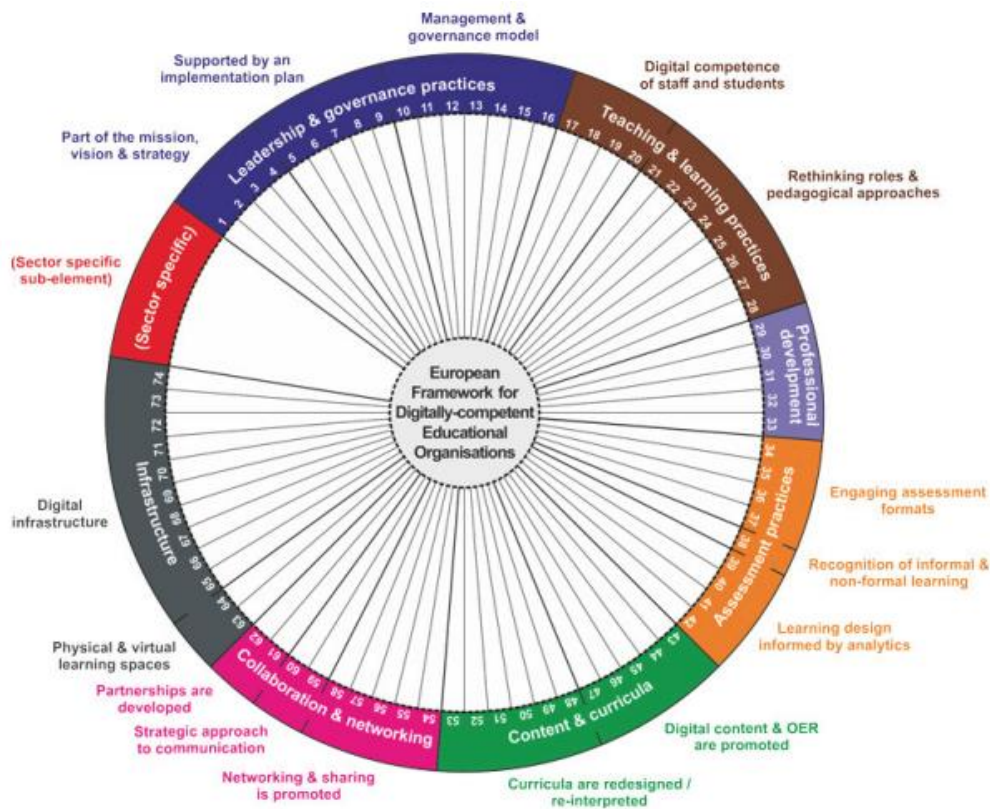 Management &
governance model
Supported by an
implementation plan
Part of the mission,
vision & strategy
Leadership & governance practices
1 2 3 4 5 6 7 8 9 10 11 12 13 14 15 16
Digital competence
of staff and students
Rethinking roles &
pedagogical approaches
Teaching & learning practices
17 18 19 20 21 22 23 24 25 26 27 28
Professional
develpment
29 30 31 32 33
Engaging assessment
formats
Recognition of informal &
non-formal learning
Learning design
informed by analytics
Assessment practices
34 35 36 37 38 39 40 41 42
Digital content & OER
are promoted
Curricula are redesigned /
re-interpreted
Content & curricula
43 44 45 46 47 48 49 50 51 52 53
Networking & sharing
is promoted
Strategic approach
to communication
Partnerships are
developed
Collaboration & networking
54 55 56 57 58 59 60 61 62
Physical & virtual
learning spaces
Digital
infrastructure
Infrastructure
63 64 65 66 67 68 69 70 71 72 73 74
(Sector specific
sub-element)
(Sector specific)
European
Framework for
Digitally-competent
Educational
Organisations